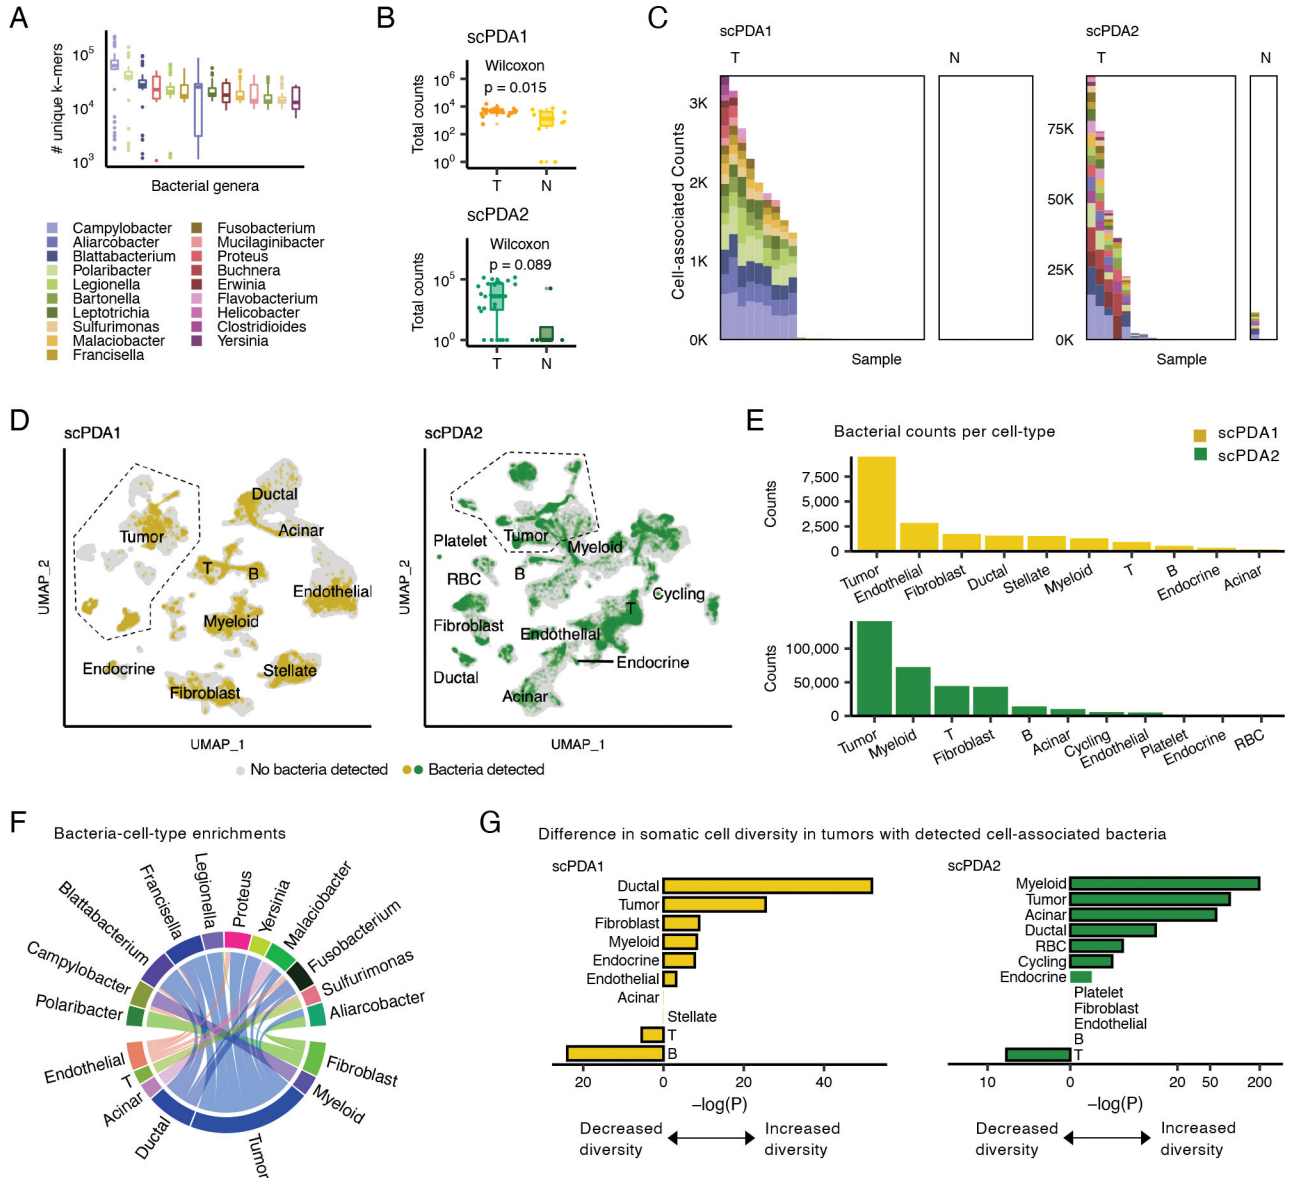 A
# unique k−mers
10^5
10^4
10^3
Bacterial genera
Campylobacter
Aliarcobacter
Blattabacterium
Polaribacter
Legionella
Bartonella
Leptotrichia
Sulfurimonas
Malaciobacter
Francisella
Fusobacterium
Mucilaginibacter
Proteus
Buchnera
Erwinia
Flavobacterium
Helicobacter
Clostridioides
Yersinia
B
scPDA1
Wilcoxon
p = 0.015
Total counts
10^6
10^4
10^2
10^0
T N
scPDA2
Wilcoxon
p = 0.089
Total counts
10^5
10^0
T N
C
scPDA1
T N
Cell-associated Counts
3K
2K
1K
0K
Sample
scPDA2
T N
75K
50K
25K
0K
Sample
D
scPDA1
UMAP_2
Ductal
Acinar
Tumor
T
B
Endothelial
Myeloid
Endocrine
Stellate
Fibroblast
UMAP_1
scPDA2
UMAP_2
Tumor
Platelet
Myeloid
RBC
B
Cycling
T
Fibroblast
Endothelial
Endocrine
Ductal
Acinar
UMAP_1
No bacteria detected
Bacteria detected
E
Bacterial counts per cell-type
scPDA1
scPDA2
Counts
7,500
5,000
2,500
0
Tumor
Endothelial
Fibroblast
Ductal
Stellate
Myeloid
T
B
Endocrine
Acinar
Counts
100,000
50,000
0
Tumor
Myeloid
T
Fibroblast
B
Acinar
Cycling
Endothelial
Platelet
Endocrine
RBC
F
Bacteria-cell-type enrichments
Polaribacter
Campylobacter
Blattabacterium
Francisella
Legionella
Proteus
Yersinia
Malaciobacter
Fusobacterium
Sulfurimonas
Aliarcobacter
Fibroblast
Myeloid
Tumor
Ductal
Acinar
T
Endothelial
G
Difference in somatic cell diversity in tumors with detected cell-associated bacteria
scPDA1
Ductal
Tumor
Fibroblast
Myeloid
Endocrine
Endothelial
Acinar
Stellate
T
B
20 0 20 40
−log(P)
Decreased diversity
Increased diversity
scPDA2
Myeloid
Tumor
Acinar
Ductal
RBC
Cycling
Endocrine
Platelet
Fibroblast
Endothelial
B
T
10 0 20 50 200
−log(P)
Decreased diversity
Increased diversity